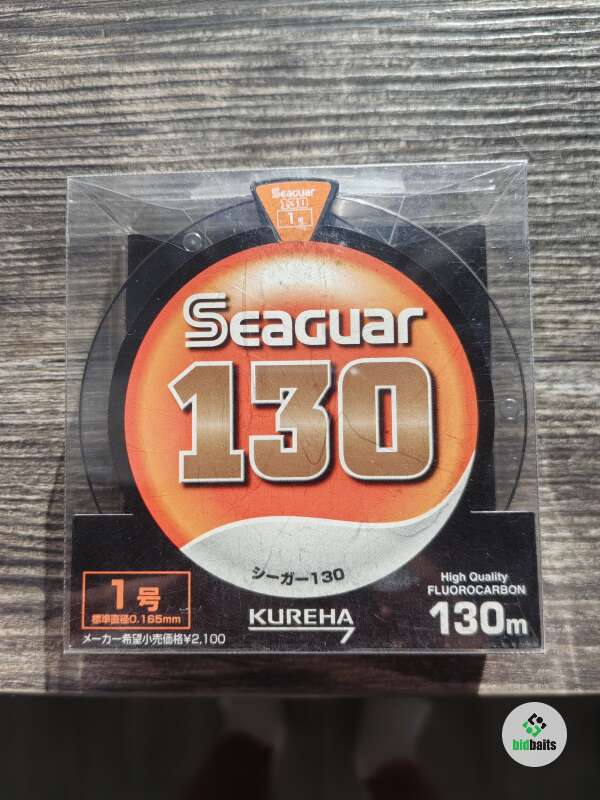 Seaguar
130
1号
Seaguar
130
シーガー130
1号
標準直径0.165mm
メーカー希望小売価格¥2,100
KUREHA
High Quality
FLUOROCARBON
130m
bidbaits